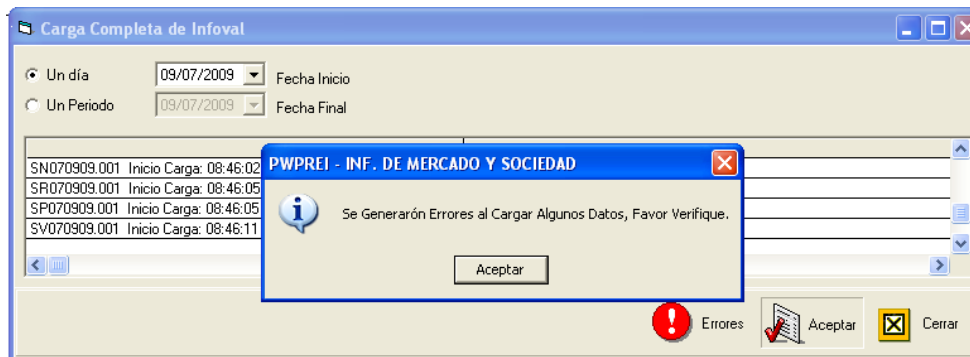 Carga Completa de Infoval
Un día 09/07/2009 Fecha Inicio
Un Periodo 09/07/2009 Fecha Final
SN070909.001 Inicio Carga: 08:46:02
SR070909.001 Inicio Carga: 08:46:05
SP070909.001 Inicio Carga: 08:46:05
SV070909.001 Inicio Carga: 08:46:11
PWPREI - INF. DE MERCADO Y SOCIEDAD
Se Generarón Errores al Cargar Algunos Datos, Favor Verifique.
Aceptar
Errores Aceptar Cerrar